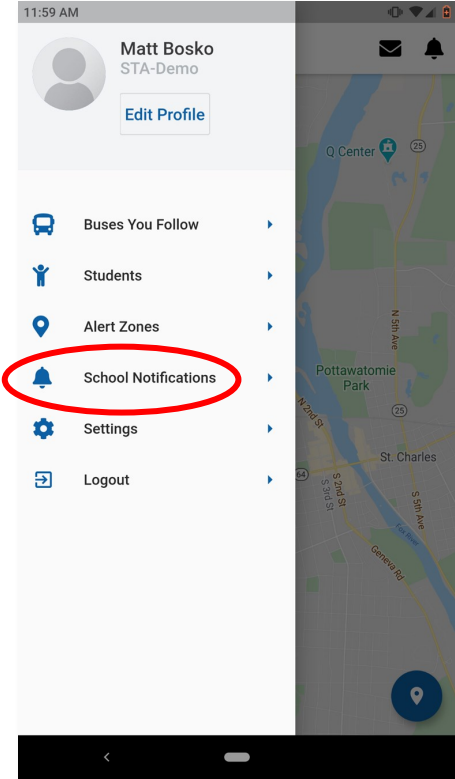 11:59 AM
Matt Bosko
STA-Demo
Edit Profile
Buses You Follow
Students
Alert Zones
School Notifications
Settings
Logout
Q Center
25
N 5th Ave
Pottawatomie
Park
N 2nd St
25
St. Charles
64
S 2nd St
S 3rd St
S 5th Ave
Fox River
Geneva Rd